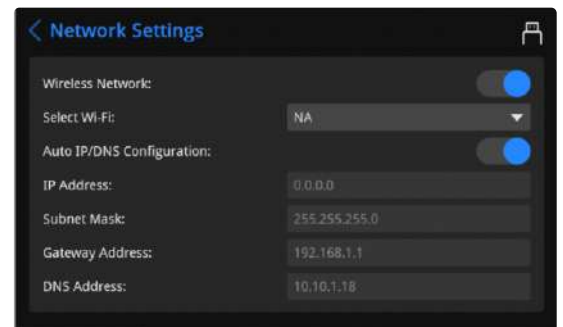 Network Settings
Wireless Network:
Select Wi-Fi: NA
Auto IP/DNS Configuration:
IP Address: 0.0.0.0
Subnet Mask: 255.255.255.0
Gateway Address: 192.168.1.1
DNS Address: 10.10.1.18